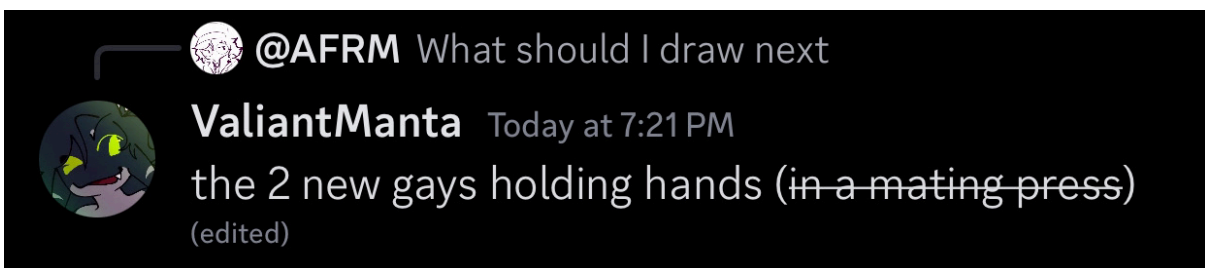 @AFRM What should I draw next
ValiantManta Today at 7:21 PM
the 2 new gays holding hands (in a mating press)
(edited)